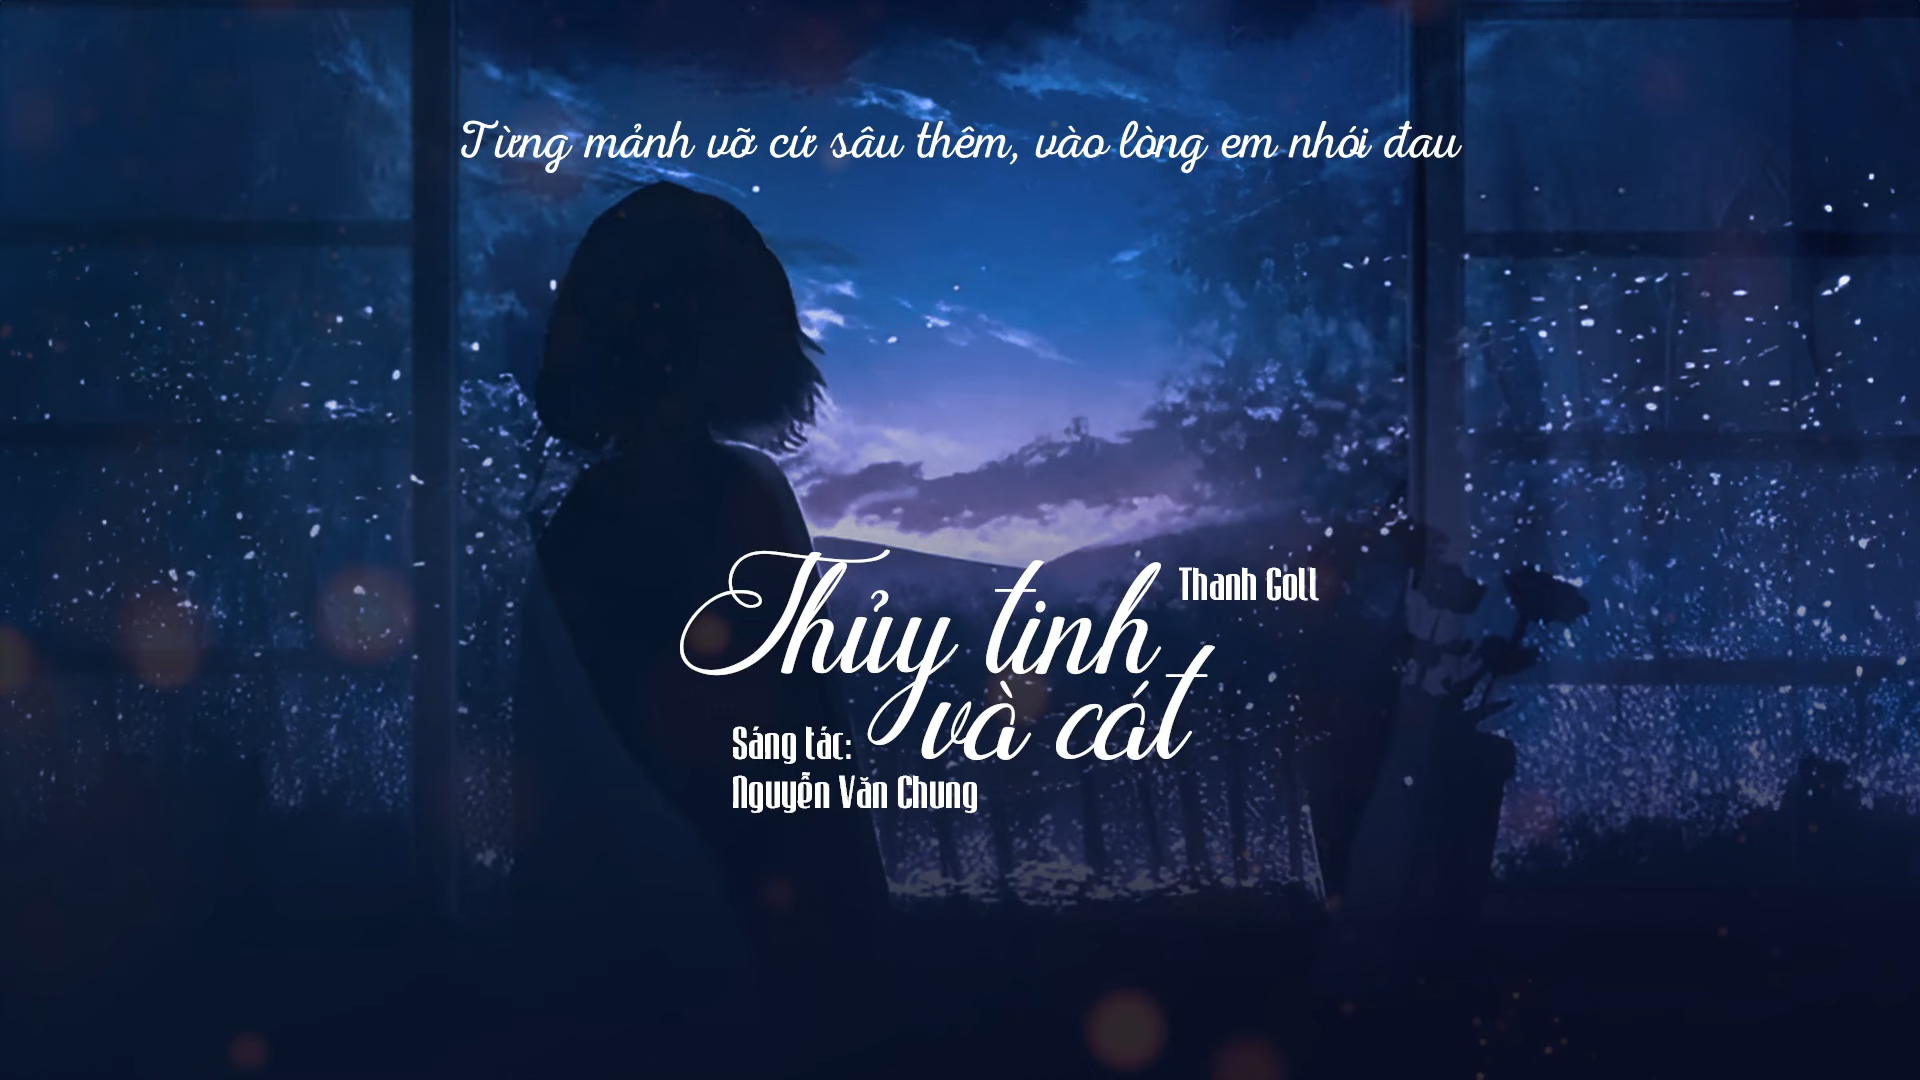 Từng mảnh vỡ cứ sâu thêm, vào lòng em nhói đau
Thủy tinh
Thanh Goll
và cát
Sáng tác:
Nguyễn Văn Chung